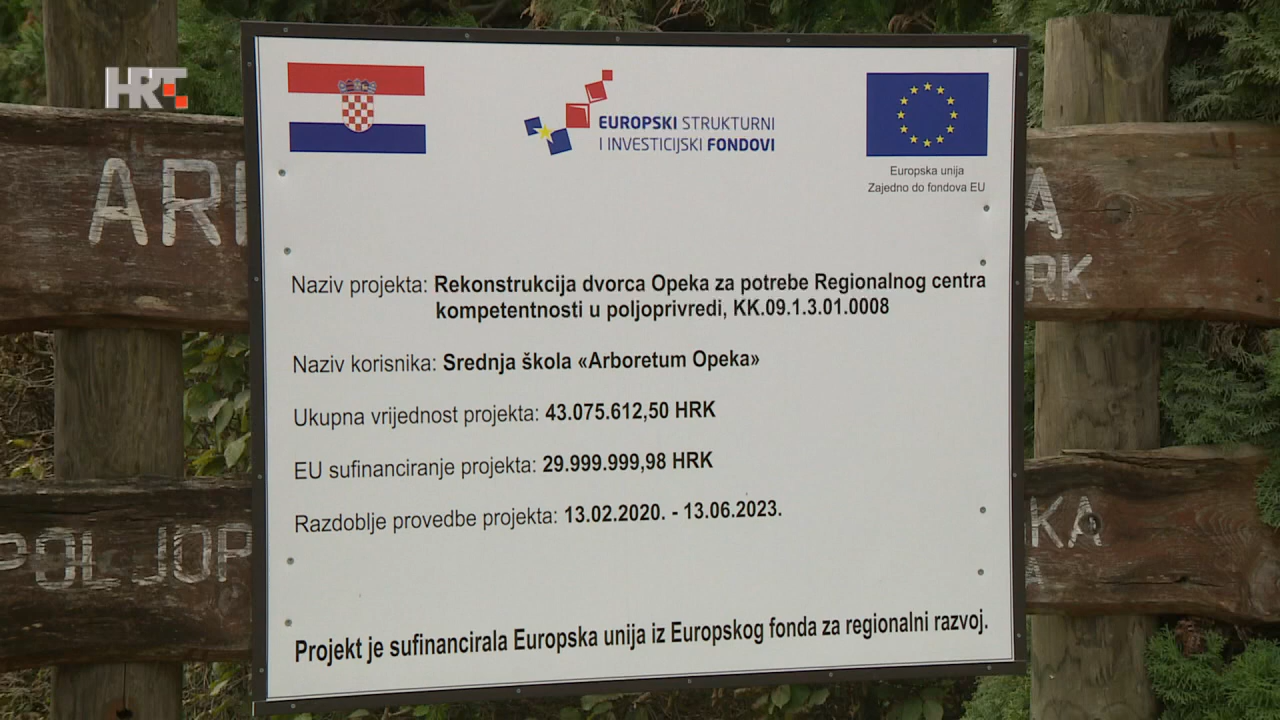 HRT
EUROPSKI STRUKTURNI
I INVESTICIJSKI FONDOVI
Europska unija
Zajedno do fondova EU
Naziv projekta: Rekonstrukcija dvorca Opeka za potrebe Regionalnog centra
kompetentnosti u poljoprivredi, KK.09.1.3.01.0008
Naziv korisnika: Srednja škola «Arboretum Opeka»
Ukupna vrijednost projekta: 43.075.612,50 HRK
EU sufinanciranje projekta: 29.999.999,98 HRK
Razdoblje provedbe projekta: 13.02.2020. - 13.06.2023.
Projekt je sufinancirala Europska unija iz Europskog fonda za regionalni razvoj.